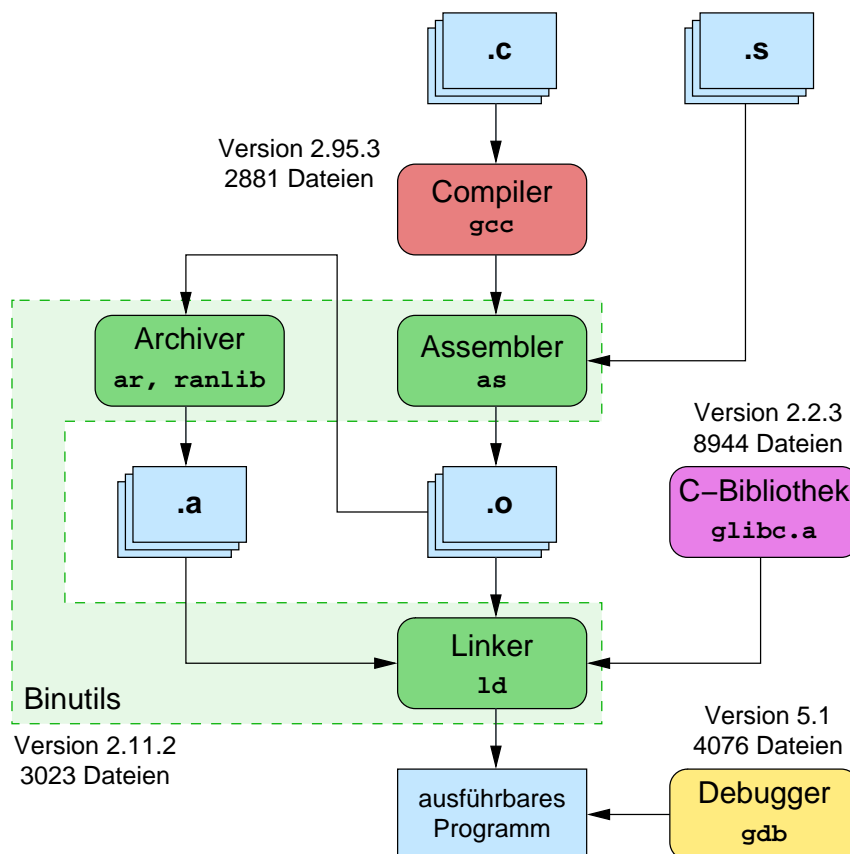 .c
.s
Version 2.95.3
2881 Dateien
Compiler
gcc
Archiver
ar, ranlib
Assembler
as
Version 2.2.3
8944 Dateien
.a
.o
C−Bibliothek
glibc.a
Linker
ld
Binutils
Version 2.11.2
3023 Dateien
Version 5.1
4076 Dateien
ausführbares
Programm
Debugger
gdb